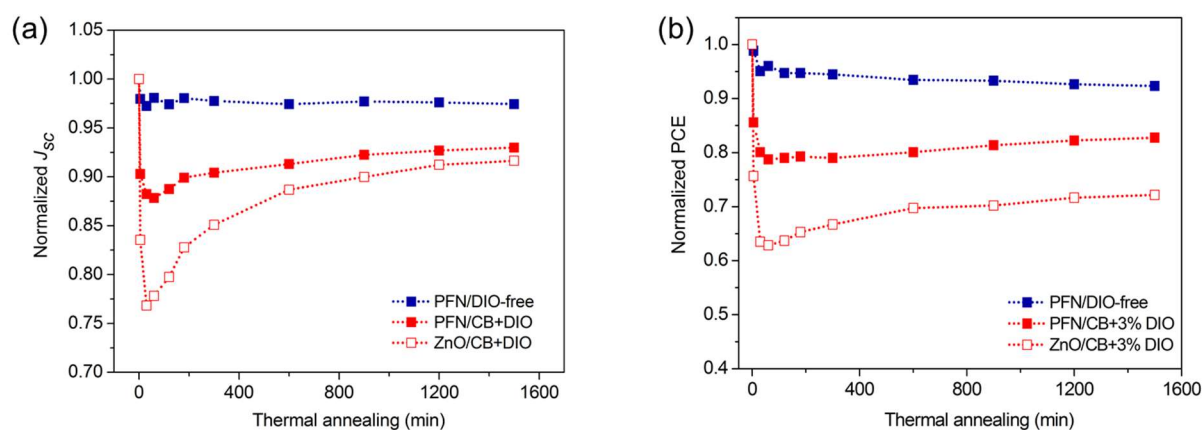 (a)
1.05
1.00
0.95
0.90
0.85
0.80
0.75
0.70
Normalized JSC
PFN/DIO-free
PFN/CB+DIO
ZnO/CB+DIO
0 400 800 1200 1600
Thermal annealing (min)
(b)
1.0
0.9
0.8
0.7
0.6
0.5
0.4
Normalized PCE
PFN/DIO-free
PFN/CB+3% DIO
ZnO/CB+3% DIO
0 400 800 1200 1600
Thermal annealing (min)